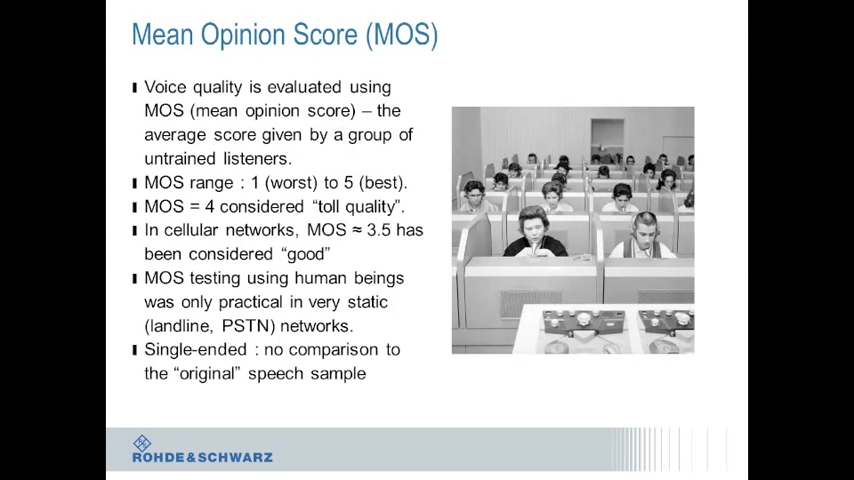 Mean Opinion Score (MOS)
Voice quality is evaluated using
MOS (mean opinion score) – the
average score given by a group of
untrained listeners.
MOS range : 1 (worst) to 5 (best).
MOS = 4 considered “toll quality”.
In cellular networks, MOS ≈ 3.5 has
been considered “good”
MOS testing using human beings
was only practical in very static
(landline, PSTN) networks.
Single-ended : no comparison to
the “original” speech sample
ROHDE & SCHWARZ